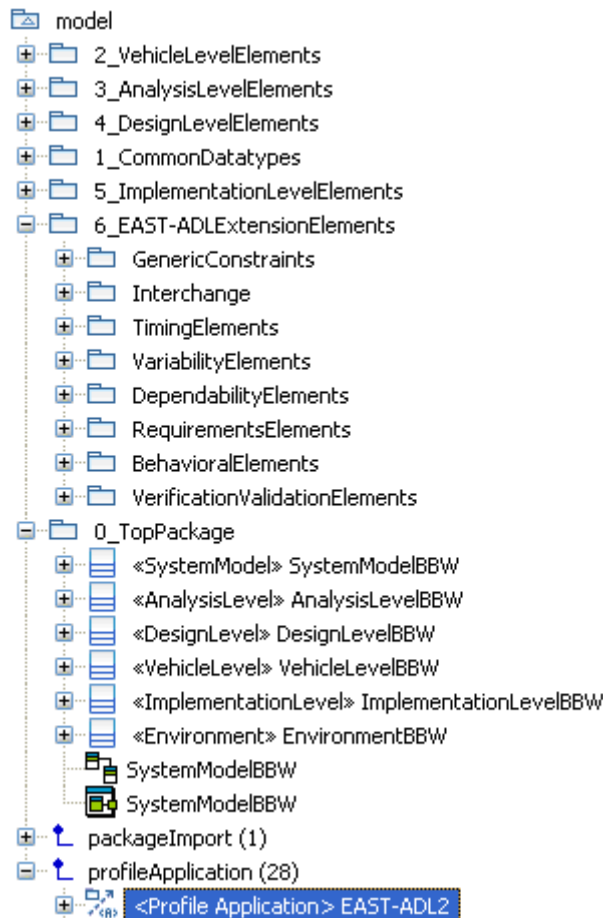 model
2_VehicleLevelElements
3_AnalysisLevelElements
4_DesignLevelElements
1_CommonDatatypes
5_ImplementationLevelElements
6_EAST-ADLExtensionElements
GenericConstraints
Interchange
TimingElements
VariabilityElements
DependabilityElements
RequirementsElements
BehavioralElements
VerificationValidationElements
0_TopPackage
«SystemModel» SystemModelBBW
«AnalysisLevel» AnalysisLevelBBW
«DesignLevel» DesignLevelBBW
«VehicleLevel» VehicleLevelBBW
«ImplementationLevel» ImplementationLevelBBW
«Environment» EnvironmentBBW
SystemModelBBW
SystemModelBBW
packageImport (1)
profileApplication (28)
<Profile Application> EAST-ADL2